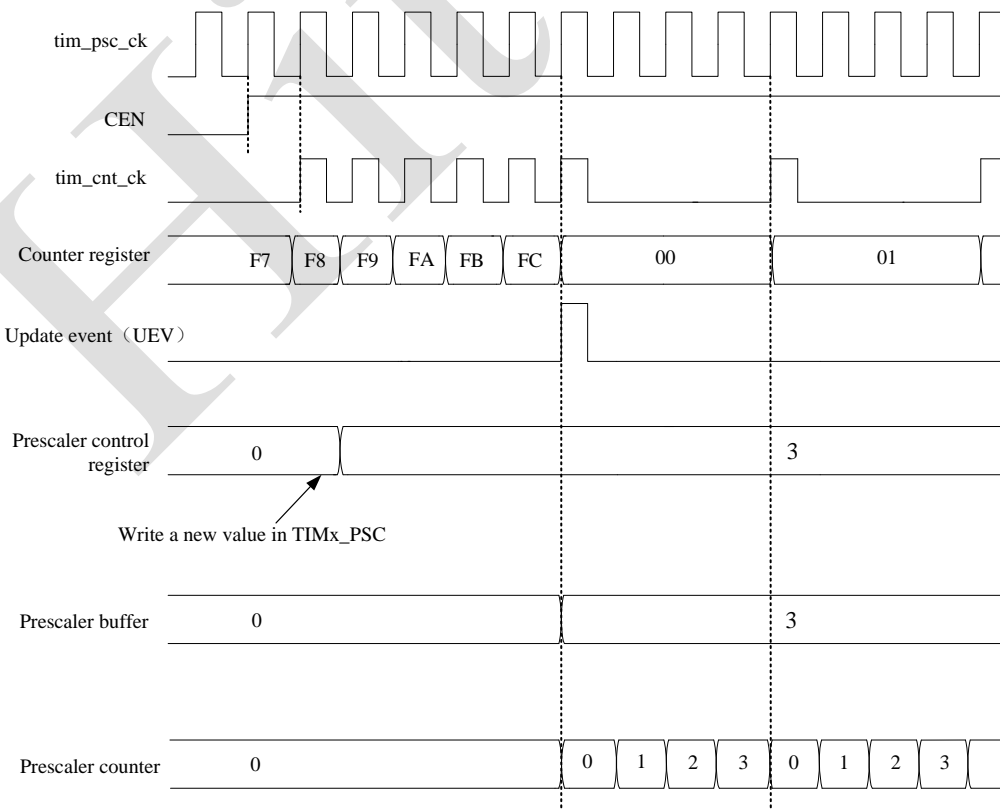 tim_psc_ck
CEN
tim_cnt_ck
Counter register
F7 F8 F9 FA FB FC 00 01
Update event（UEV）
Prescaler control
register
0 3
Write a new value in TIMx_PSC
Prescaler buffer
0 3
Prescaler counter
0 0 1 2 3 0 1 2 3